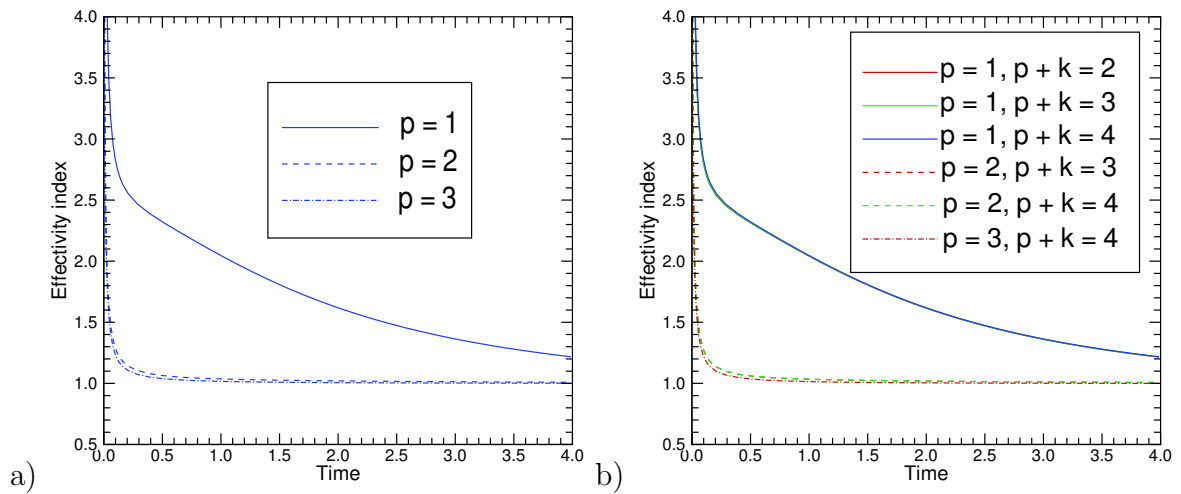 4.0
3.5
3.0
2.5
2.0
1.5
1.0
0.5
Effectivity index
p = 1
p = 2
p = 3
0.0 0.5 1.0 1.5 2.0 2.5 3.0 3.5 4.0
Time
a)
4.0
3.5
3.0
2.5
2.0
1.5
1.0
0.5
Effectivity index
p = 1, p + k = 2
p = 1, p + k = 3
p = 1, p + k = 4
p = 2, p + k = 3
p = 2, p + k = 4
p = 3, p + k = 4
0.0 0.5 1.0 1.5 2.0 2.5 3.0 3.5 4.0
Time
b)